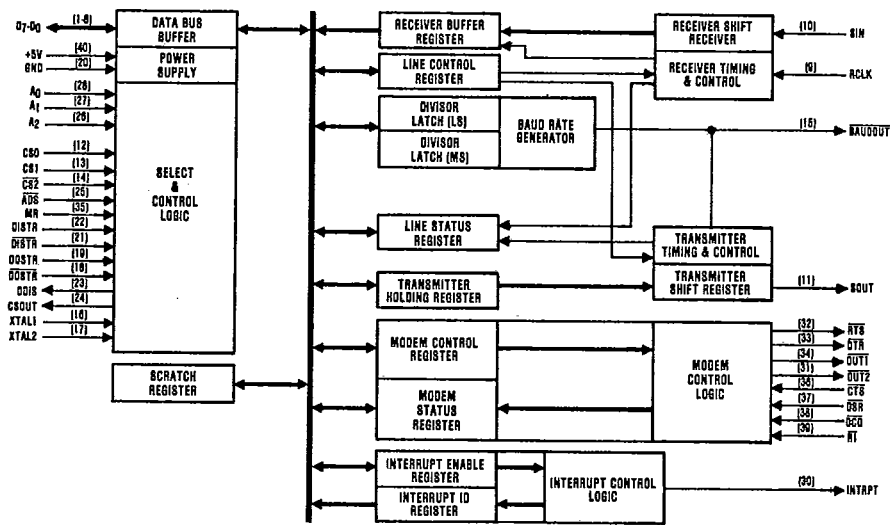 D7-D0 (1-8)
+5V (40)
GND (20)
A0 (28)
A1 (27)
A2 (26)
CS0 (12)
CS1 (13)
CS2 (14)
ADS (25)
MR (35)
DISTR (22)
DISTR (21)
DOSTR (19)
DOSTR (18)
DDIS (23)
CSOUT (24)
XTAL1 (16)
XTAL2 (17)
DATA BUS
BUFFER
POWER
SUPPLY
SELECT
&
CONTROL
LOGIC
SCRATCH
REGISTER
RECEIVER BUFFER
REGISTER
LINE CONTROL
REGISTER
DIVISOR
LATCH (LS)
DIVISOR
LATCH (MS)
BAUD RATE
GENERATOR
LINE STATUS
REGISTER
TRANSMITTER
HOLDING REGISTER
MODEM CONTROL
REGISTER
MODEM
STATUS
REGISTER
INTERRUPT ENABLE
REGISTER
INTERRUPT ID
REGISTER
INTERRUPT CONTROL
LOGIC
RECEIVER SHIFT
RECEIVER
RECEIVER TIMING
& CONTROL
TRANSMITTER
TIMING & CONTROL
TRANSMITTER
SHIFT REGISTER
MODEM
CONTROL
LOGIC
(10) SIN
(9) RCLK
(15) BAUDOUT
(11) SOUT
(32) RTS
(33) DTR
(34) OUT1
(31) OUT2
(36) CTS
(37) DSR
(38) DCD
(39) RI
(30) INTRPT